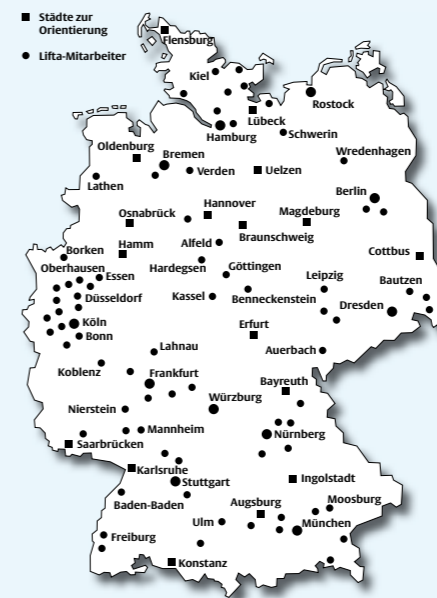 Städte zur
Orientierung
Lifta-Mitarbeiter
Flensburg
Kiel
Rostock
Lübeck
Hamburg
Schwerin
Oldenburg
Bremen
Wredenhagen
Verden
Uelzen
Lathen
Berlin
Hannover
Osnabrück
Magdeburg
Braunschweig
Hamm
Alfeld
Borken
Cottbus
Oberhausen
Essen
Hardegsen
Göttingen
Leipzig
Bautzen
Düsseldorf
Kassel
Benneckenstein
Dresden
Köln
Bonn
Erfurt
Lahnau
Auerbach
Koblenz
Frankfurt
Bayreuth
Würzburg
Nierstein
Mannheim
Nürnberg
Saarbrücken
Karlsruhe
Stuttgart
Ingolstadt
Baden-Baden
Augsburg
Moosburg
Ulm
München
Freiburg
Konstanz